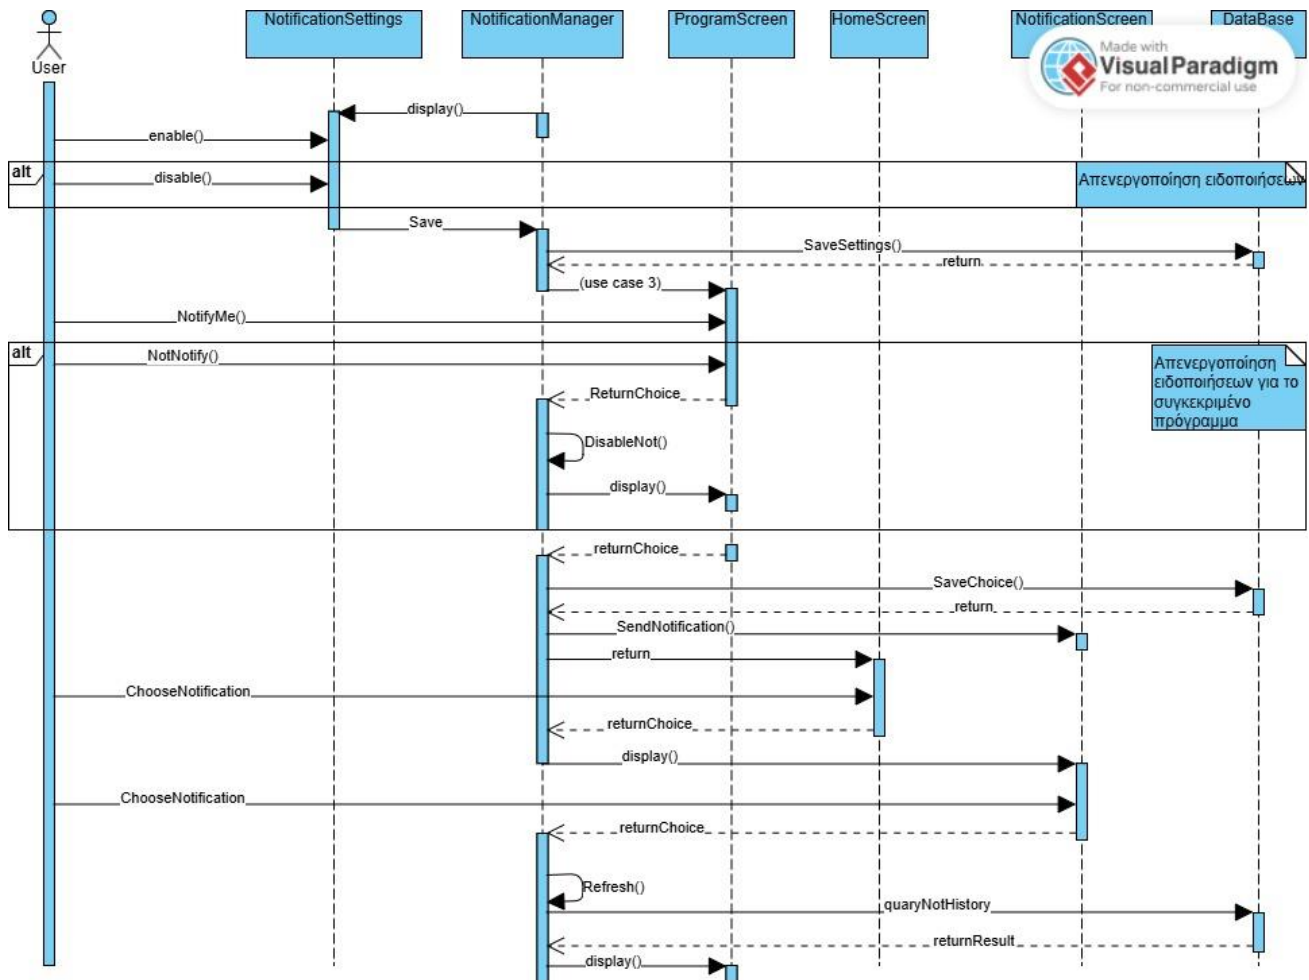 NotificationSettings
NotificationManager
ProgramScreen
HomeScreen
NotificationScreen
DataBase
User
Made with
Visual Paradigm
For non-commercial use
display()
enable()
alt
disable()
Απενεργοποίηση ειδοποιήσεων
Save
SaveSettings()
return
(use case 3)
NotifyMe()
alt
NotNotify()
Απενεργοποίηση
ειδοποιήσεων για το
συγκεκριμένο
πρόγραμμα
ReturnChoice
DisableNot()
display()
returnChoice
SaveChoice()
return
SendNotification()
return
ChooseNotification
returnChoice
display()
ChooseNotification
returnChoice
Refresh()
quaryNotHistory
returnResult
display()